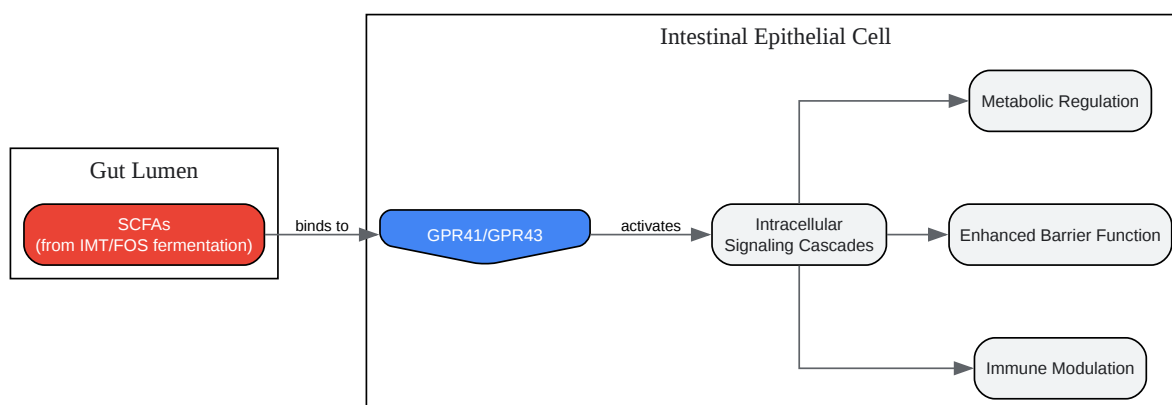 Intestinal Epithelial Cell
Metabolic Regulation
Gut Lumen
SCFAs
(from IMT/FOS fermentation)
binds to
GPR41/GPR43
activates
Intracellular
Signaling Cascades
Enhanced Barrier Function
Immune Modulation